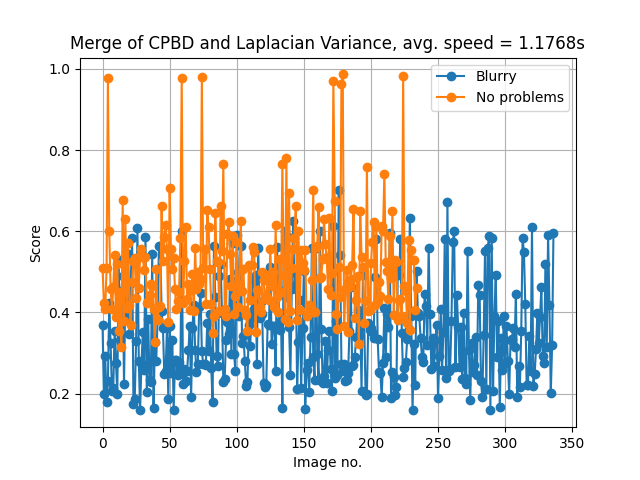 Merge of CPBD and Laplacian Variance, avg. speed = 1.1768s
Blurry
No problems
1.0
0.8
0.6
0.4
0.2
Score
0 50 100 150 200 250 300 350
Image no.